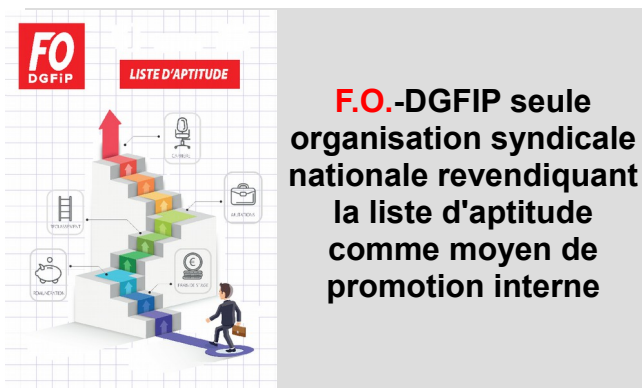 FO
DGFiP
LISTE D'APTITUDE
F.O.-DGFIP seule
organisation syndicale
nationale revendiquant
la liste d'aptitude
comme moyen de
promotion interne